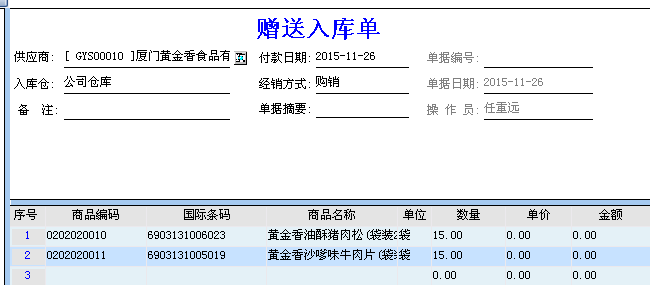 赠送入库单
供应商: [ GYS00010 ]厦门黄金香食品有 付款日期: 2015-11-26 单据编号:
入库仓: 公司仓库 经销方式: 购销 单据日期: 2015-11-26
备 注: 单据摘要: 操 作 员: 任重远
序号 商品编码 国际条码 商品名称 单位 数量 单价 金额
1 0202020010 6903131006023 黄金香油酥猪肉松(袋装 袋 15.00 0.00 0.00
2 0202020011 6903131005019 黄金香沙嗲味牛肉片(袋 袋 15.00 0.00 0.00
3 0.00 0.00 0.00